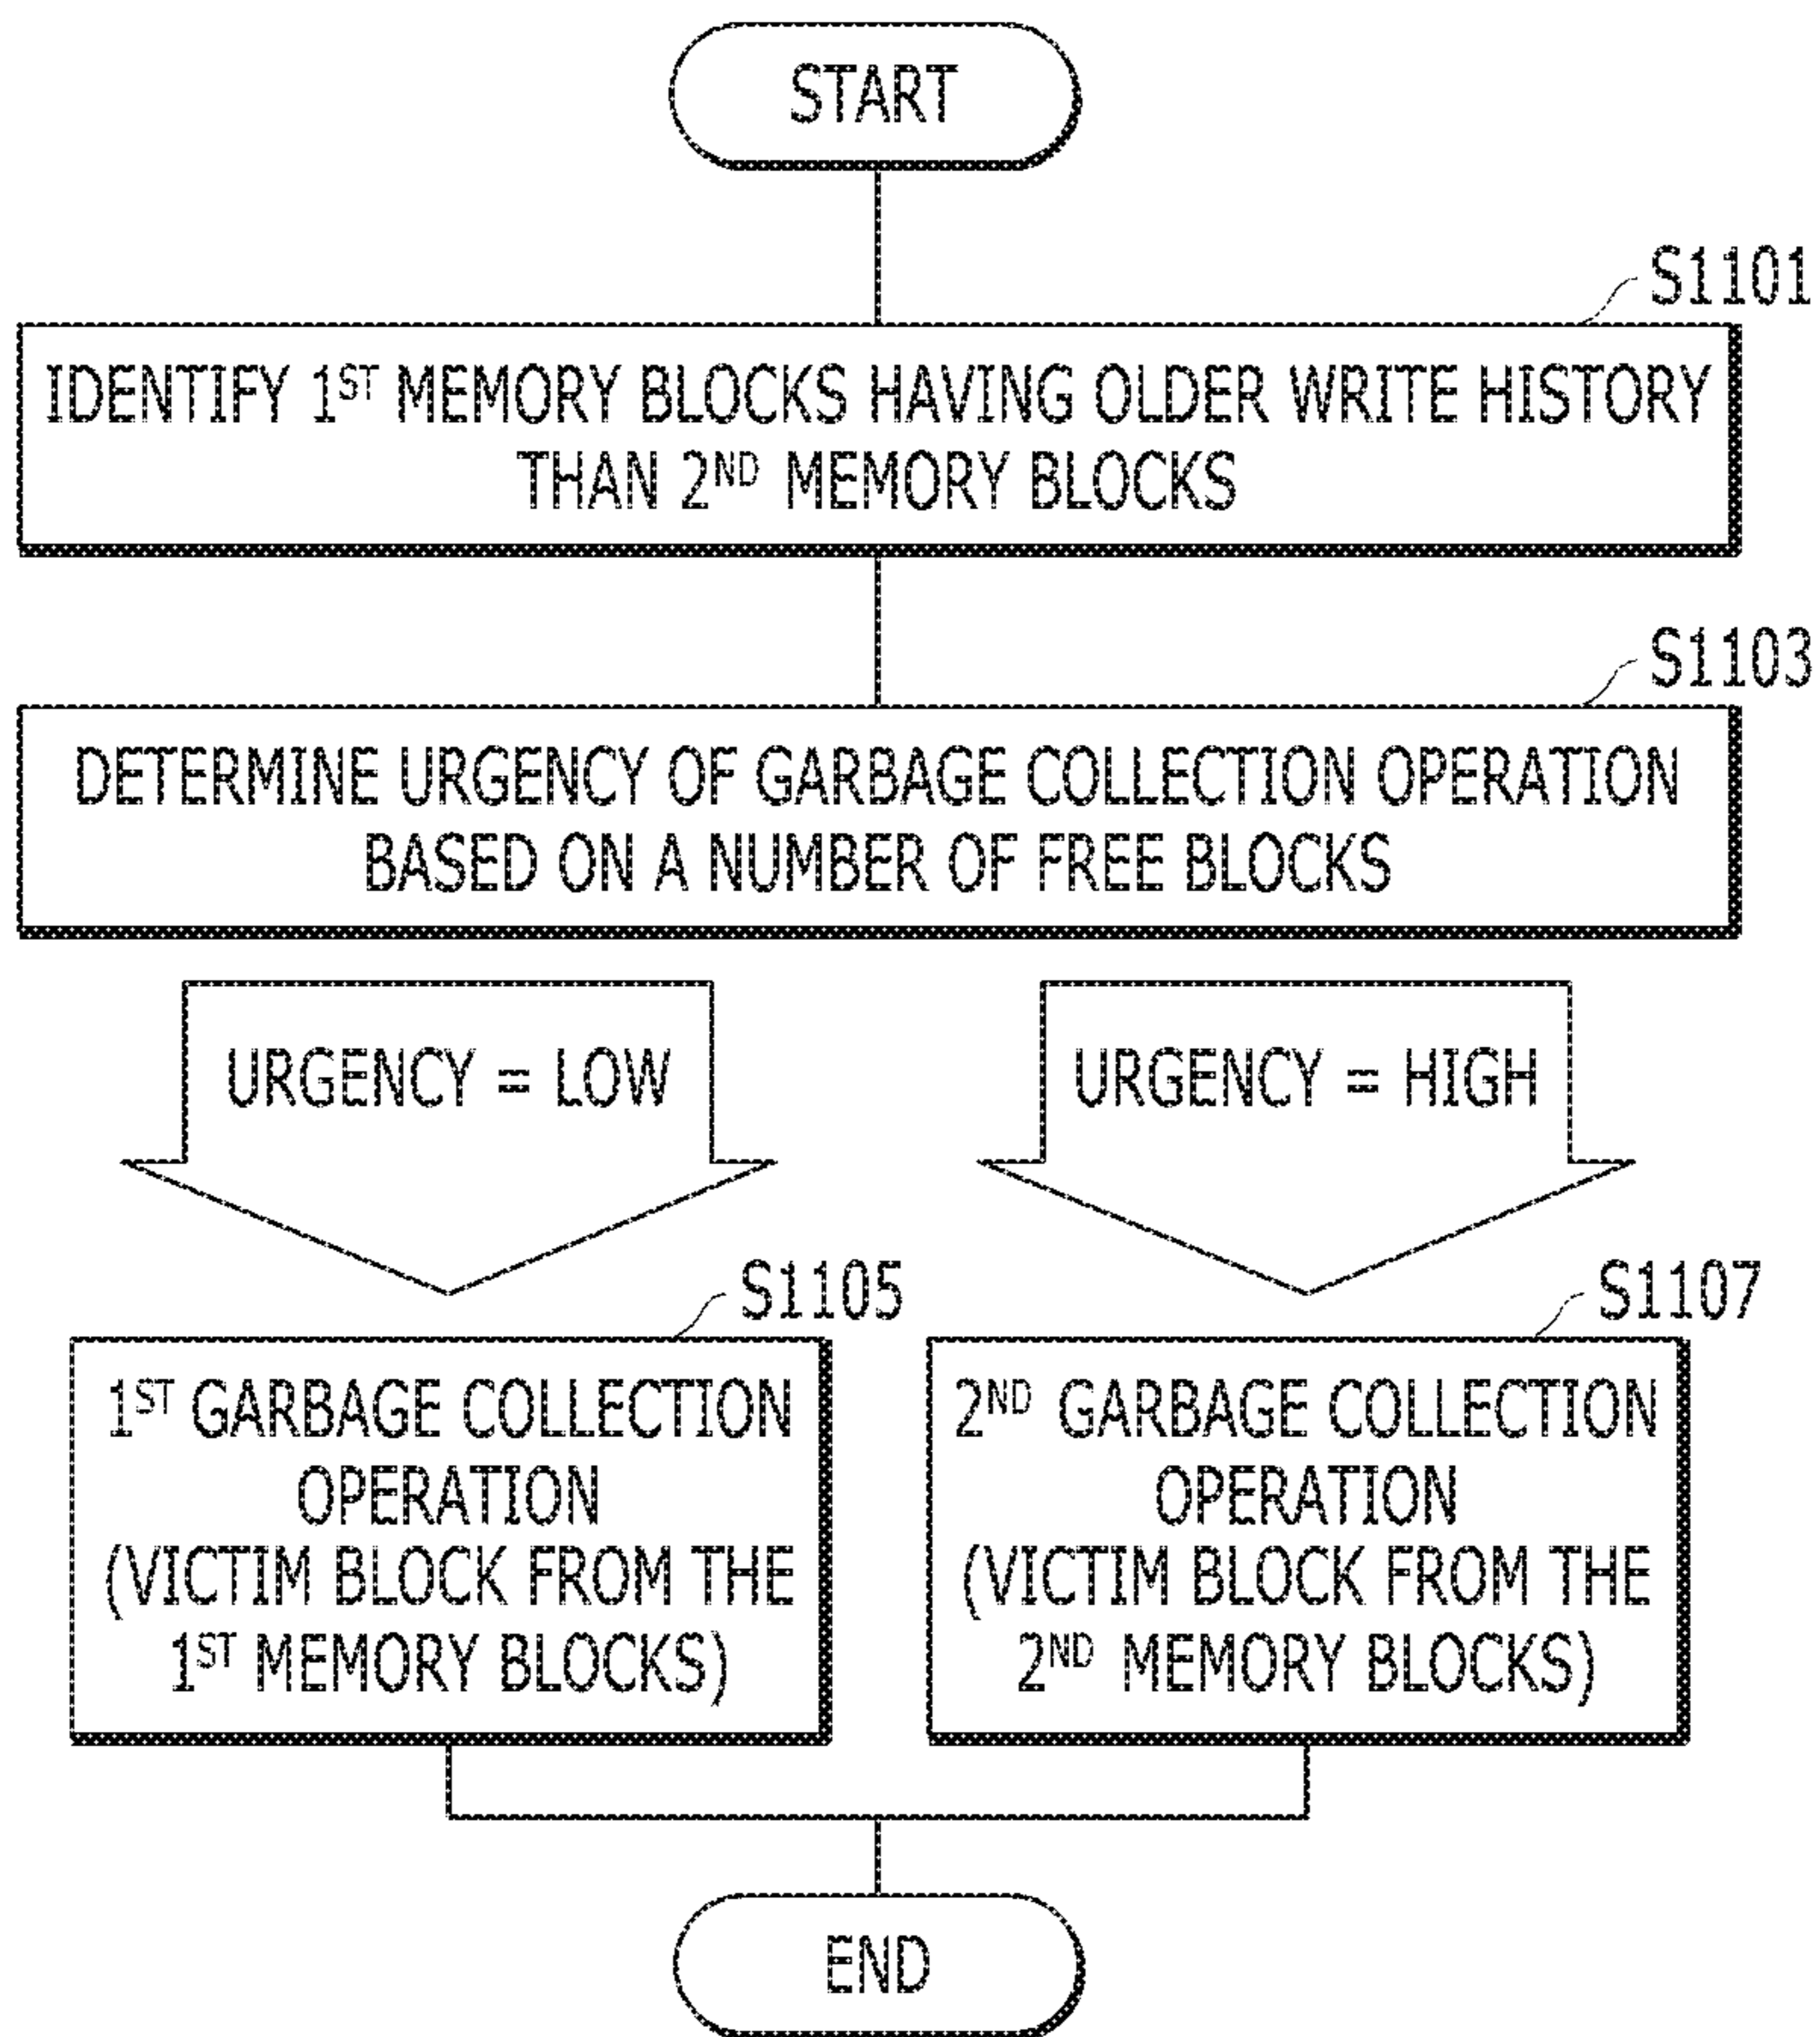 START
S1101
IDENTIFY 1ST MEMORY BLOCKS HAVING OLDER WRITE HISTORY
THAN 2ND MEMORY BLOCKS
S1103
DETERMINE URGENCY OF GARBAGE COLLECTION OPERATION
BASED ON A NUMBER OF FREE BLOCKS
URGENCY = LOW
URGENCY = HIGH
S1105
1ST GARBAGE COLLECTION
OPERATION
(VICTIM BLOCK FROM THE
1ST MEMORY BLOCKS)
S1107
2ND GARBAGE COLLECTION
OPERATION
(VICTIM BLOCK FROM THE
2ND MEMORY BLOCKS)
END